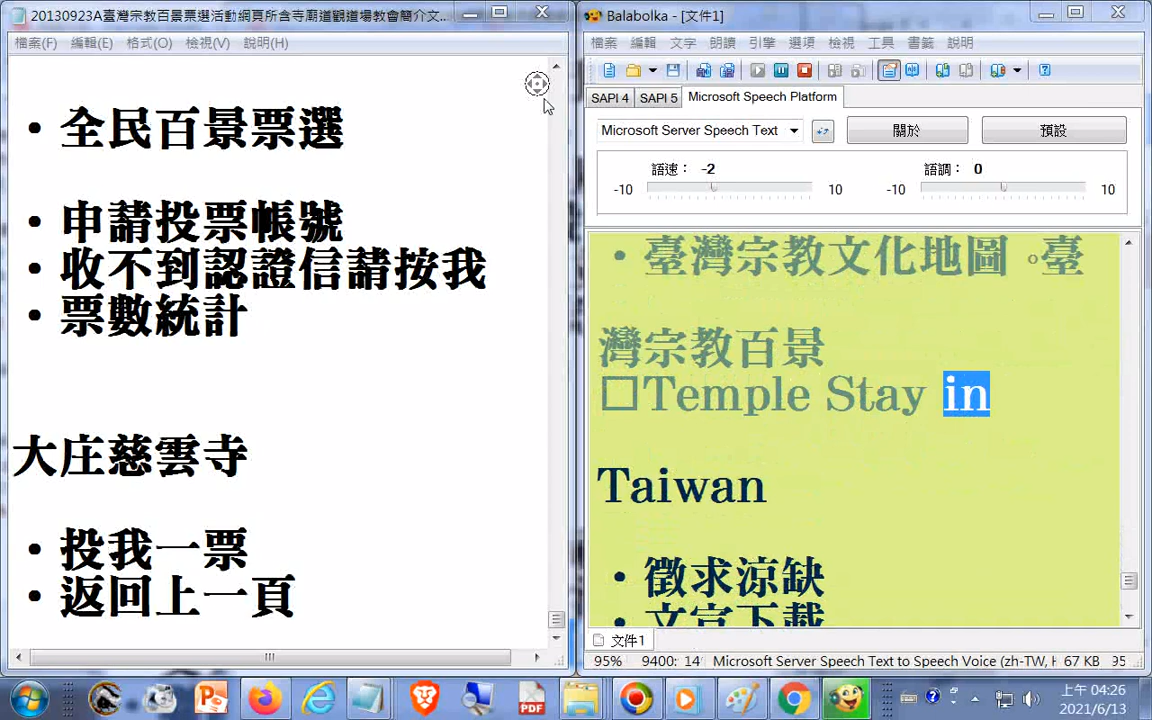 20130923A臺灣宗教百景票選活動網頁所含寺廟道觀道場教會簡介文...
檔案(F) 編輯(E) 格式(O) 檢視(V) 說明(H)
• 全民百景票選
• 申請投票帳號
• 收不到認證信請按我
• 票數統計
大庄慈雲寺
• 投我一票
• 返回上一頁
Balabolka - [文件1]
檔案 編輯 文字 朗讀 引擎 選項 檢視 工具 書籤 說明
SAPI 4 SAPI 5 Microsoft Speech Platform
Microsoft Server Speech Text 關於 預設
語速： -2 語調： 0
-10 10 -10 10
• 臺灣宗教文化地圖。臺
灣宗教百景
□Temple Stay in
Taiwan
• 徵求涼缺
• 文宣下載
文件1
95% 9400: 14 Microsoft Server Speech Text to Speech Voice (zh-TW, H 67 KB 95
上午 04:26
2021/6/13